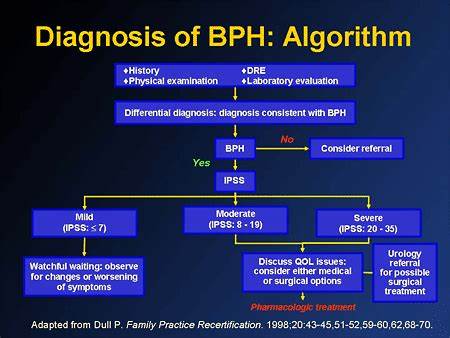 Diagnosis of BPH: Algorithm
♦History ♦DRE
♦Physical examination ♦Laboratory evaluation
Differential diagnosis: diagnosis consistent with BPH
BPH
No
Consider referral
Yes
IPSS
Mild
(IPSS: ≤ 7)
Moderate
(IPSS: 8 - 19)
Severe
(IPSS: 20 - 35)
Watchful waiting: observe
for changes or worsening
of symptoms
Discuss QOL issues:
consider either medical
or surgical options
Urology
referral
for possible
surgical
treatment
Pharmacologic treatment
Adapted from Dull P. Family Practice Recertification. 1998;20:43-45,51-52,59-60,62,68-70.